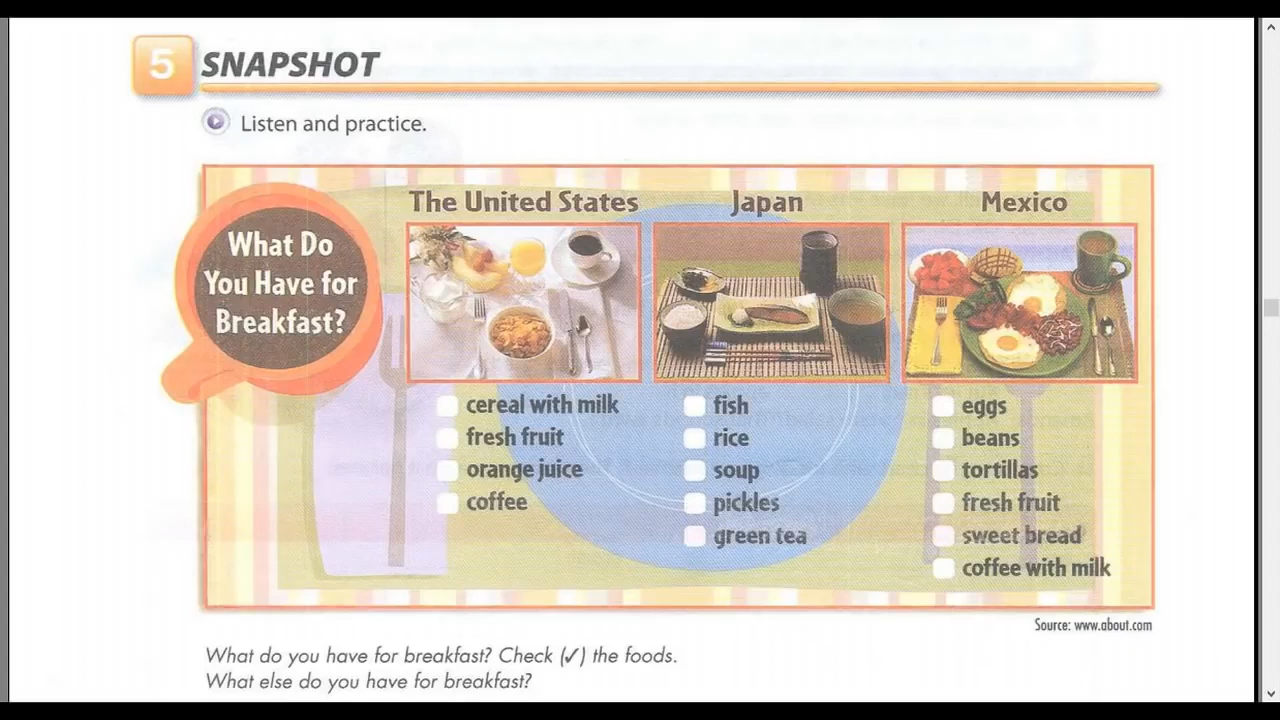 5 SNAPSHOT
Listen and practice.
What Do
You Have for
Breakfast?
The United States
cereal with milk
fresh fruit
orange juice
coffee
Japan
fish
rice
soup
pickles
green tea
Mexico
eggs
beans
tortillas
fresh fruit
sweet bread
coffee with milk
Source: www.about.com
What do you have for breakfast? Check (✓) the foods.
What else do you have for breakfast?